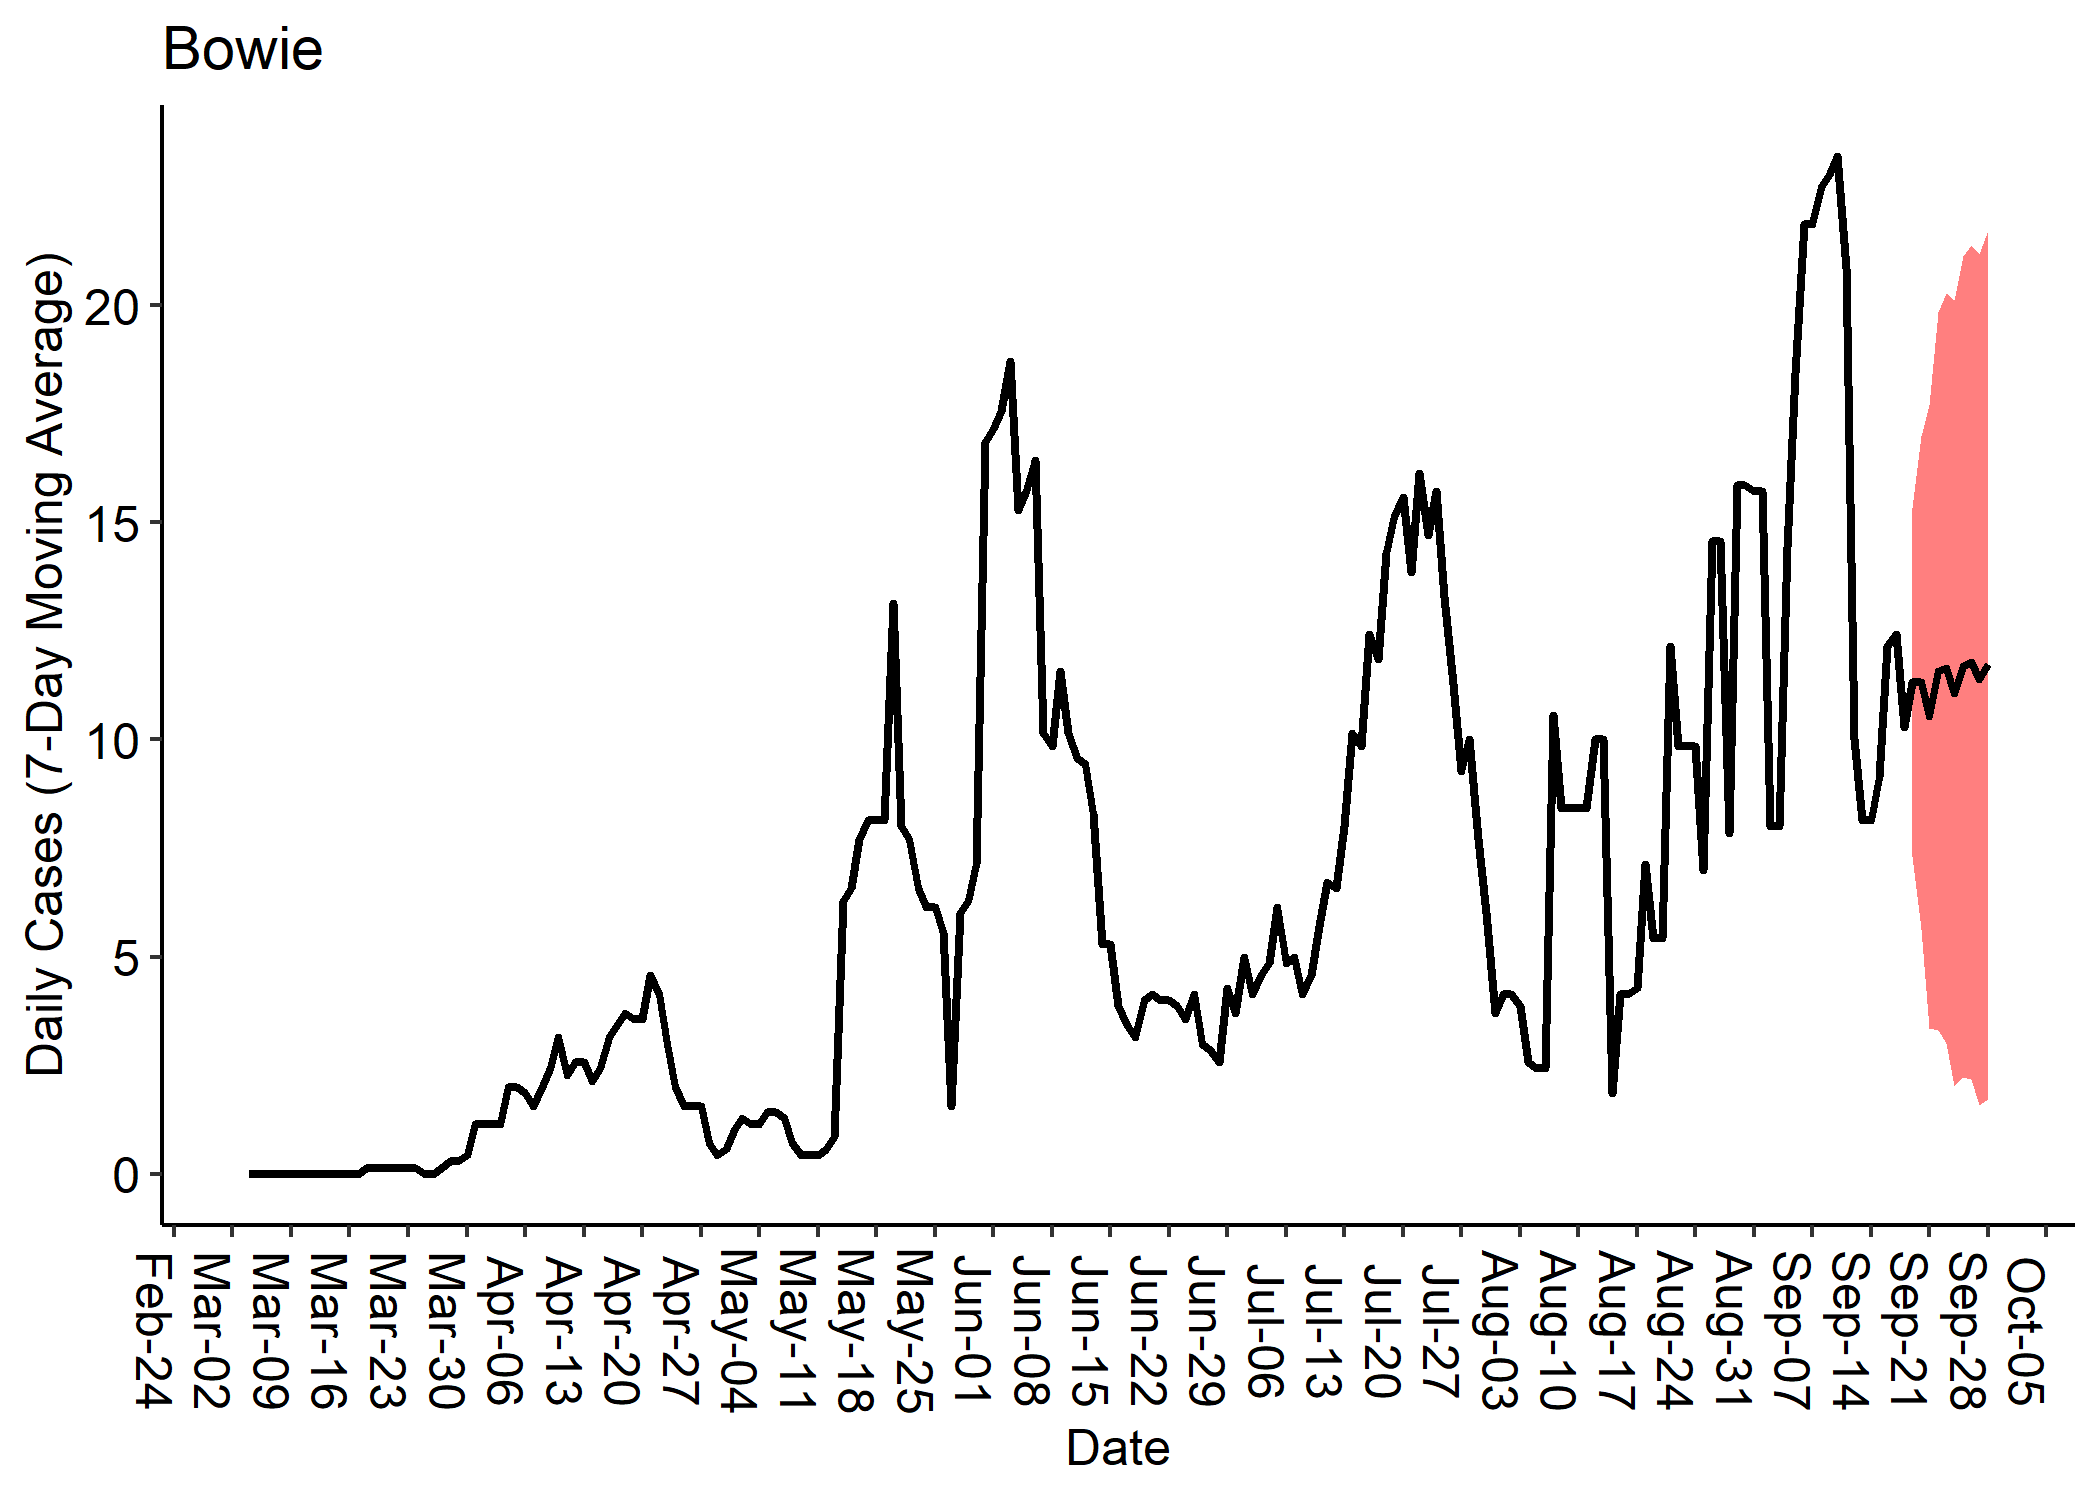 Bowie
Daily Cases (7-Day Moving Average)
20
15
10
5
0
Feb-24
Mar-02
Mar-09
Mar-16
Mar-23
Mar-30
Apr-06
Apr-13
Apr-20
Apr-27
May-04
May-11
May-18
May-25
Jun-01
Jun-08
Jun-15
Jun-22
Jun-29
Jul-06
Jul-13
Jul-20
Jul-27
Aug-03
Aug-10
Aug-17
Aug-24
Aug-31
Sep-07
Sep-14
Sep-21
Sep-28
Oct-05
Date